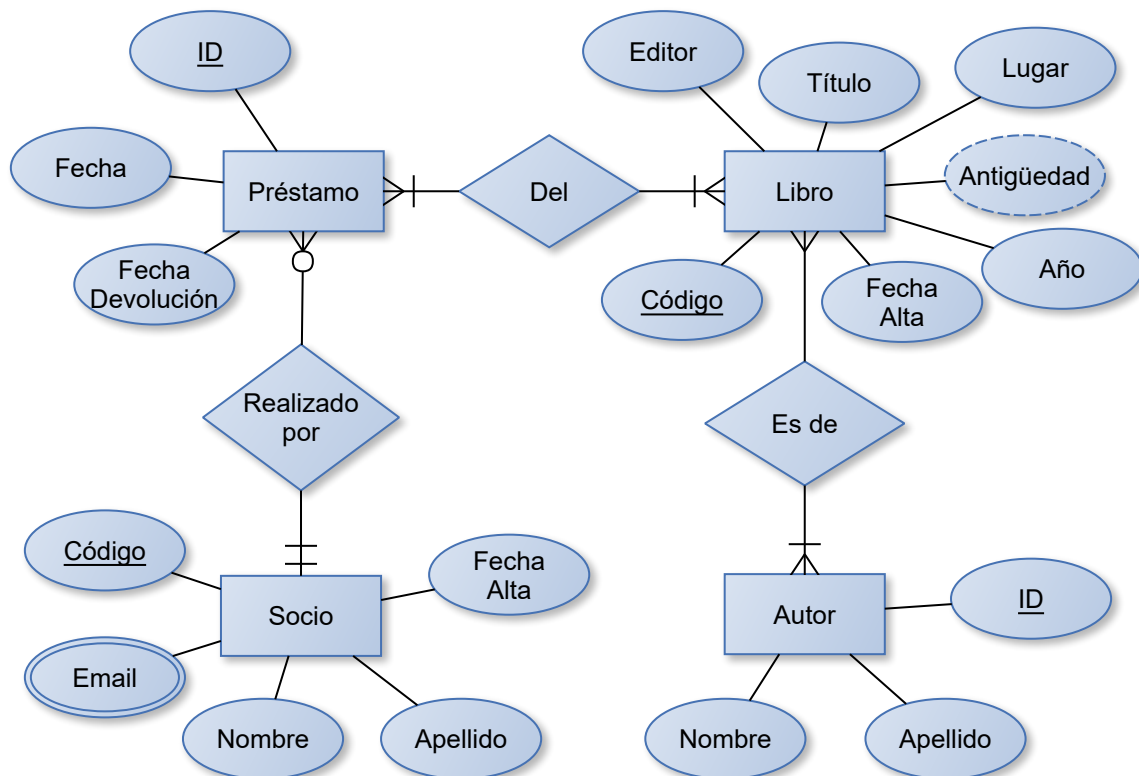 ID
Editor
Título
Lugar
Fecha
Préstamo
Del
Libro
Antigüedad
Fecha
Devolución
Código
Fecha
Alta
Año
Realizado
por
Es de
Código
Fecha
Alta
Socio
Autor
ID
Email
Nombre
Apellido
Nombre
Apellido